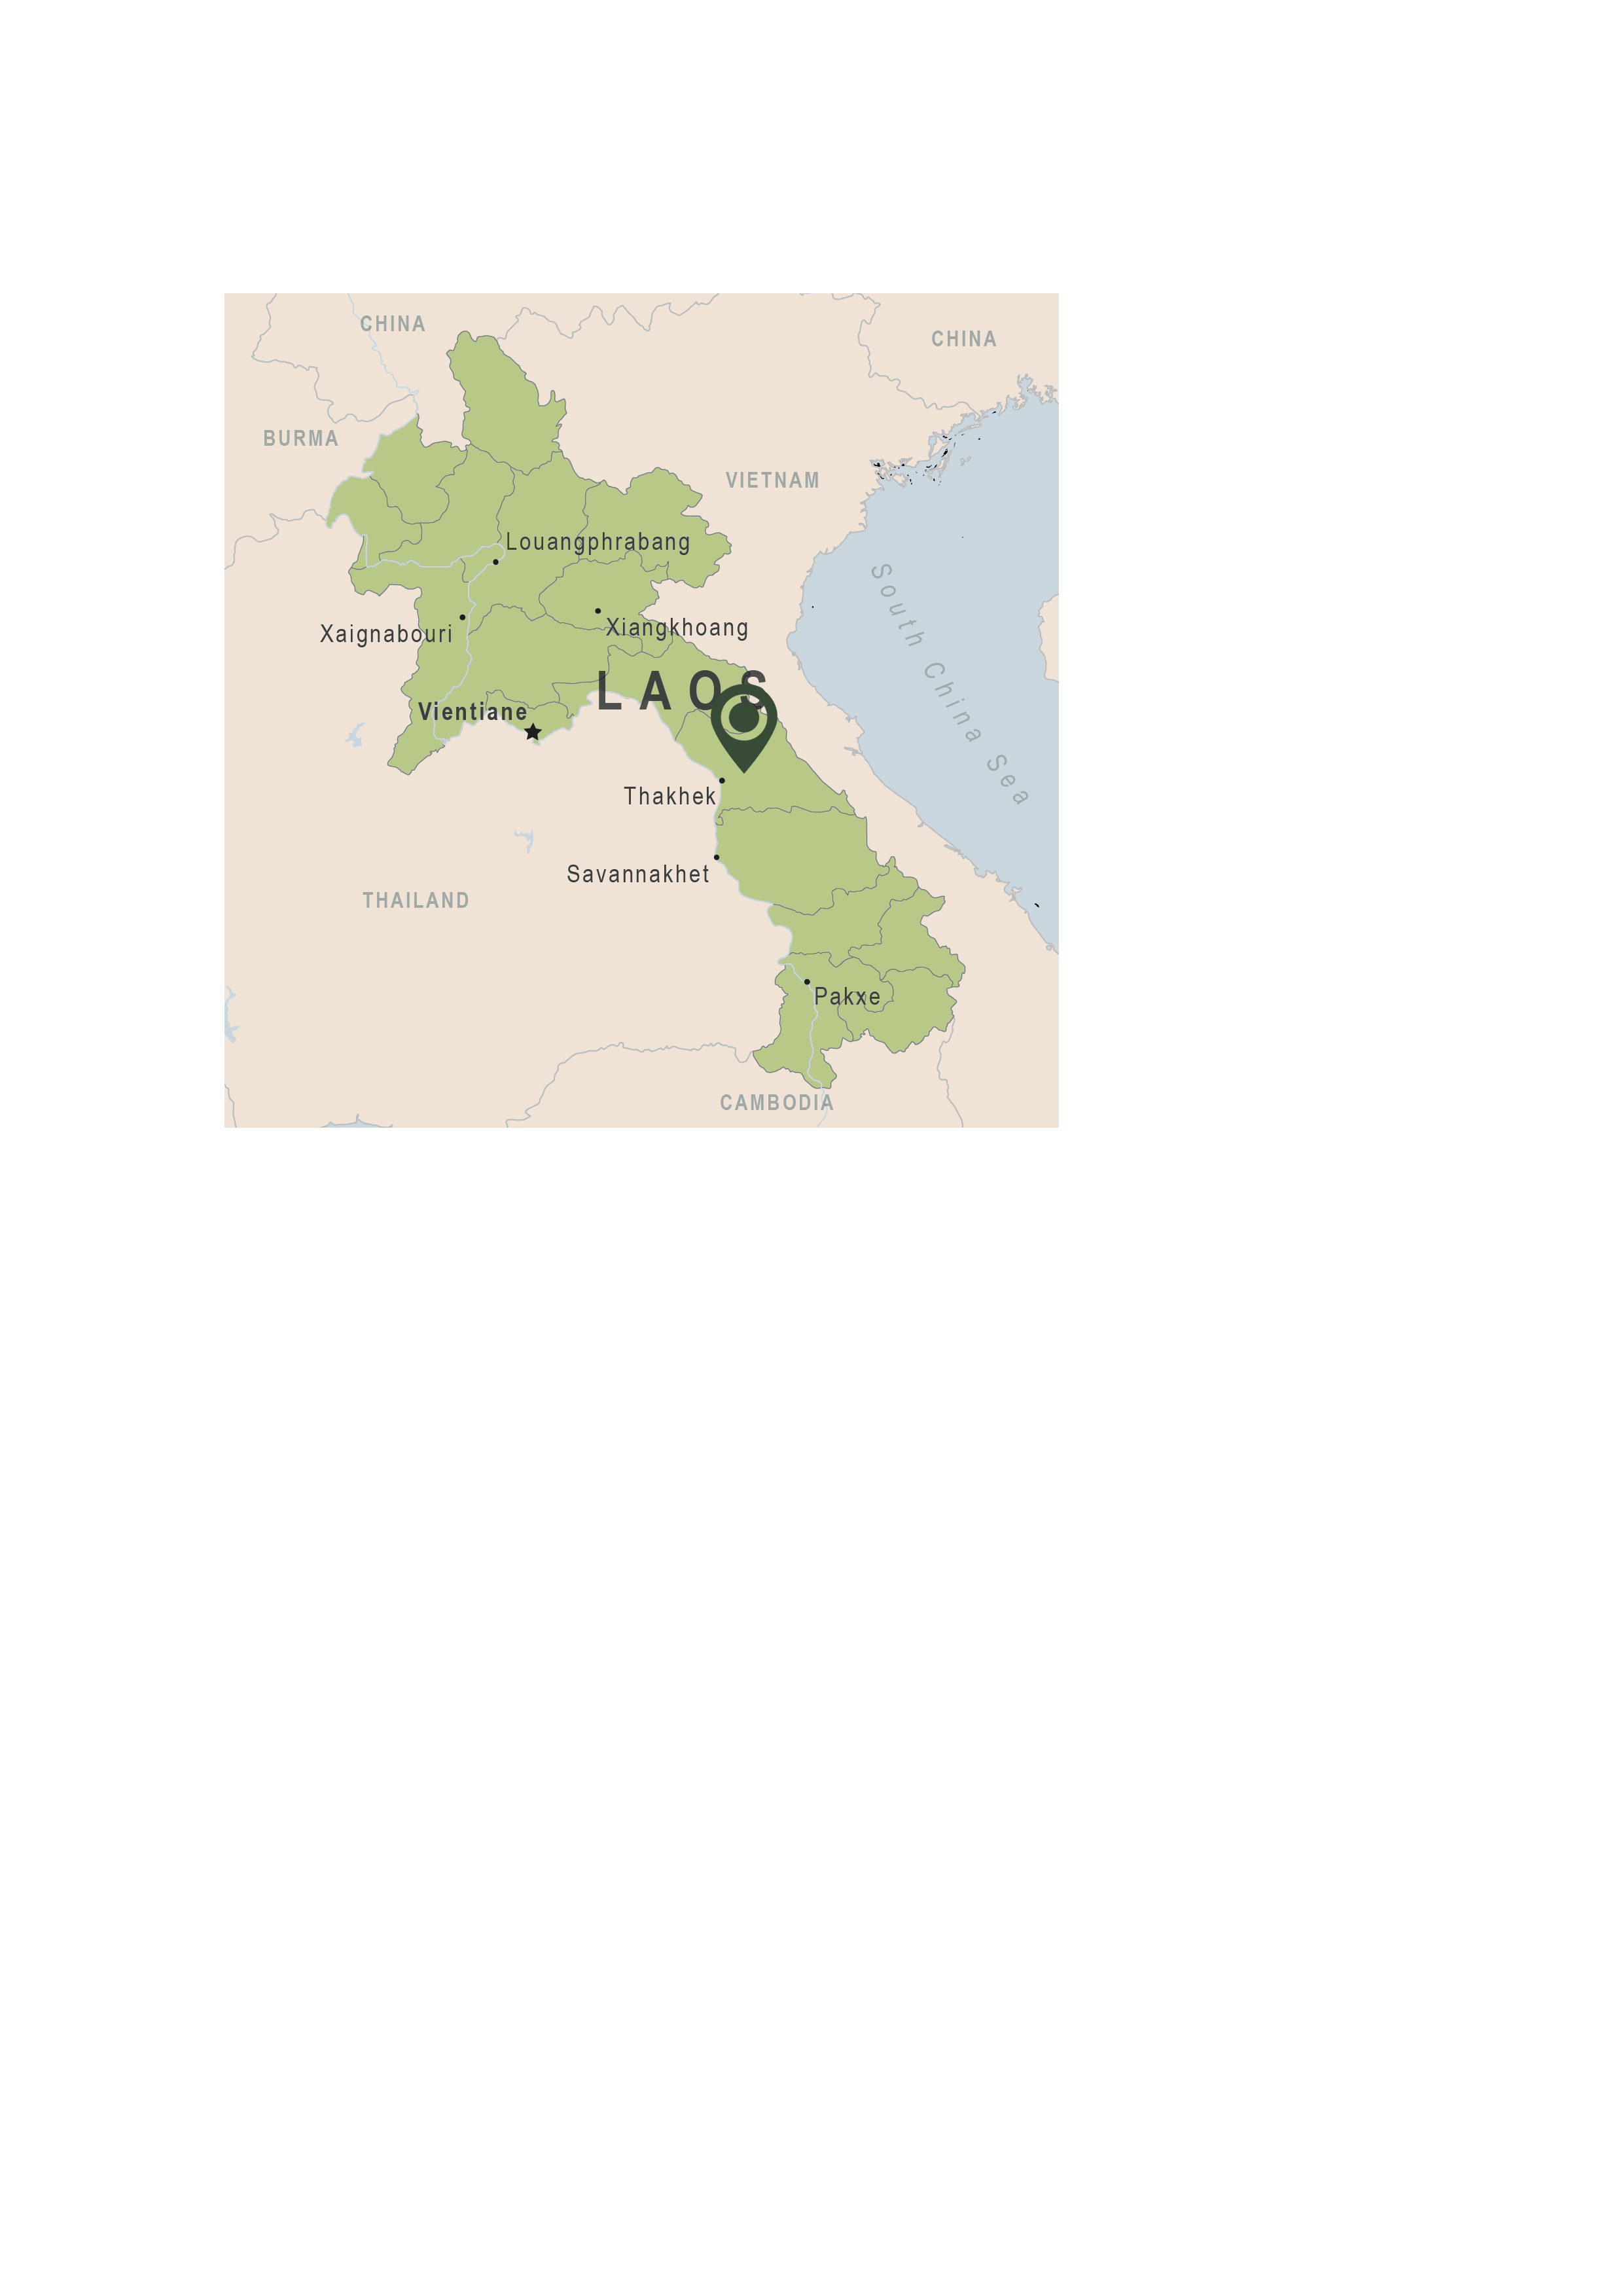 CHINA
CHINA
BURMA
VIETNAM
Louangphrabang
South China Sea
Xiangkhoang
Xaignabouri
LAOS
Vientiane
Thakhek
Savannakhet
THAILAND
Pakxe
CAMBODIA